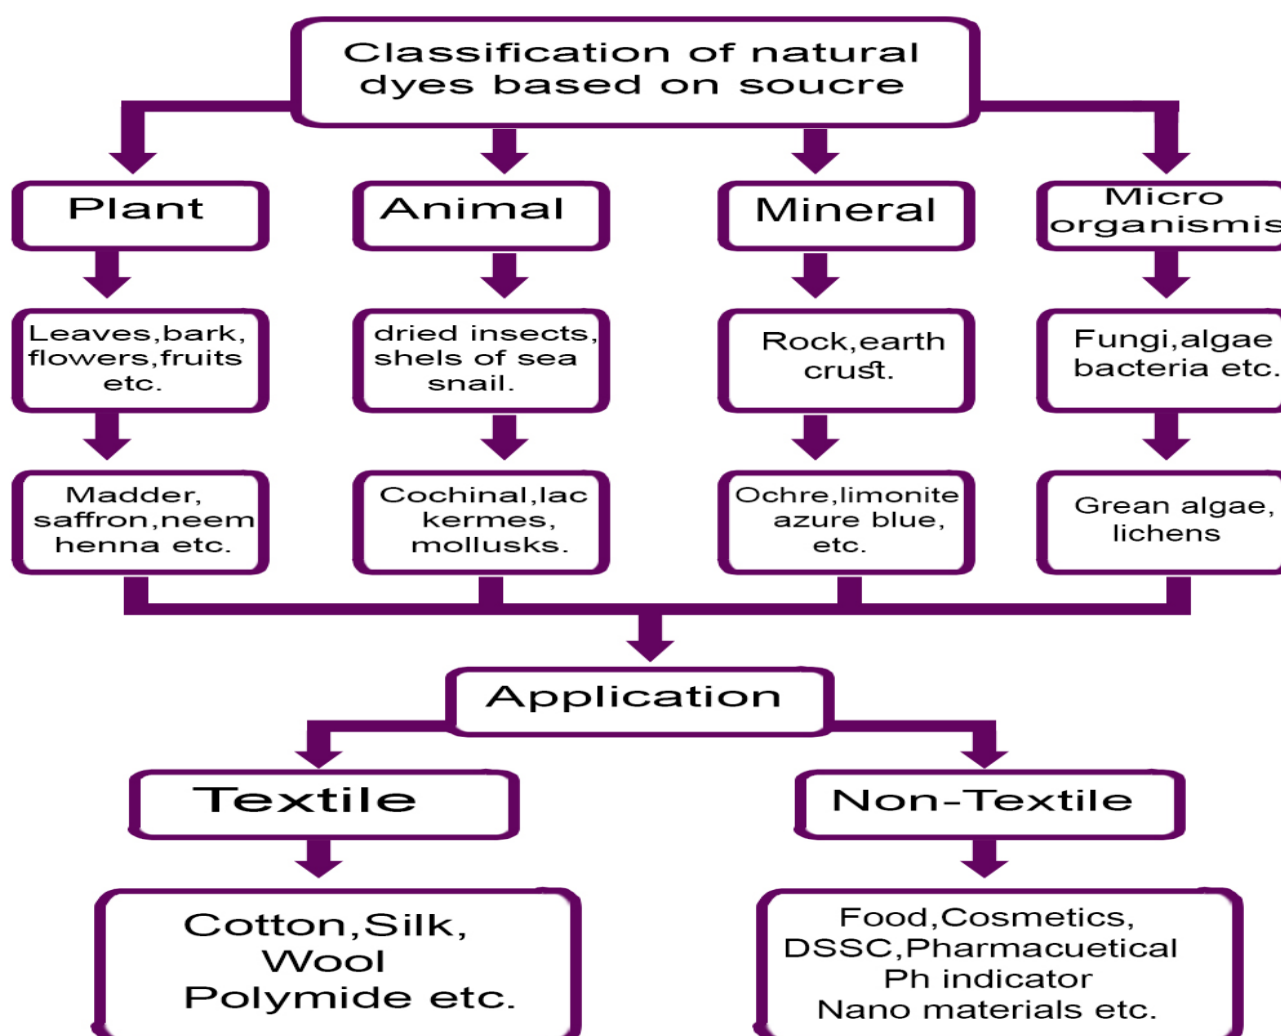 Classification of natural
dyes based on soucre
Plant
Animal
Mineral
Micro
organismis
Leaves,bark,
flowers,fruits
etc.
dried insects,
shels of sea
snail.
Rock,earth
crust.
Fungi,algae
bacteria etc.
Madder,
saffron,neem
henna etc.
Cochinal,lac
kermes,
mollusks.
Ochre,limonite
azure blue,
etc.
Grean algae,
lichens
Application
Textile
Non-Textile
Cotton,Silk,
Wool
Polymide etc.
Food,Cosmetics,
DSSC,Pharmacuetical
Ph indicator
Nano materials etc.